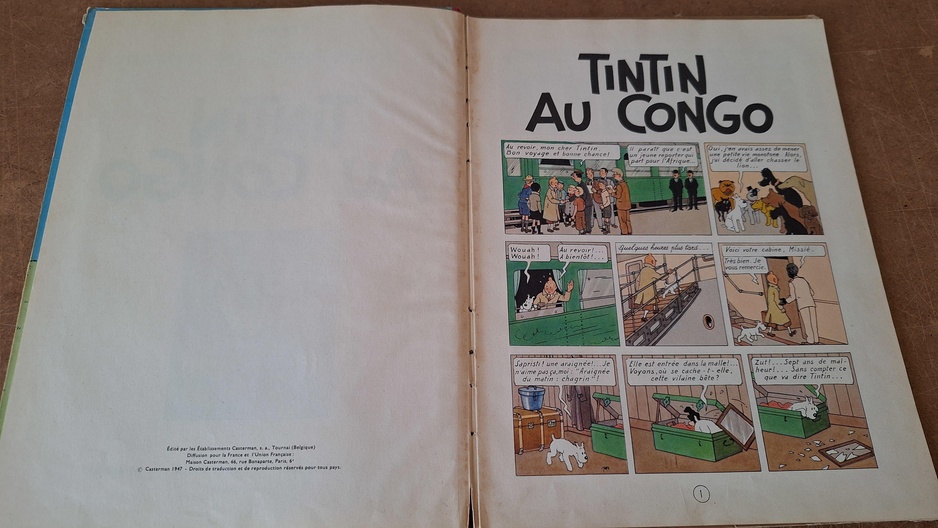 Édité par les Établissements Casterman, s. a., Tournai (Belgique)
Diffusion pour la France et l'Union Française :
Maison Casterman, 66, rue Bonaparte, Paris, 6ᵉ
© Casterman 1947 - Droits de traduction et de reproduction réservés pour tous pays.
TINTIN
AU CONGO
Au revoir, mon cher Tintin.
Bon voyage et bonne chance!
Il paraît que c'est
un jeune reporter qui
part pour l'Afrique...
Oui, j'en avais assez de mener
une petite vie monotone. Alors,
j'ai décidé d'aller chasser le
lion...
Wouah!
Wouah!
Au revoir!...
A bientôt!...
Quelques heures plus tard...
Voici votre cabine, Missié.
Très bien. Je
vous remercie.
Sapristi! une araignée!... Je
n'aime pas ça, moi: "Araignée
du matin: chagrin"!
Elle est entrée dans la malle!...
Voyons, où se cache-t-elle,
cette vilaine bête?
Zut!... Sept ans de mal-
heur!... Sans compter ce
que va dire Tintin...
1